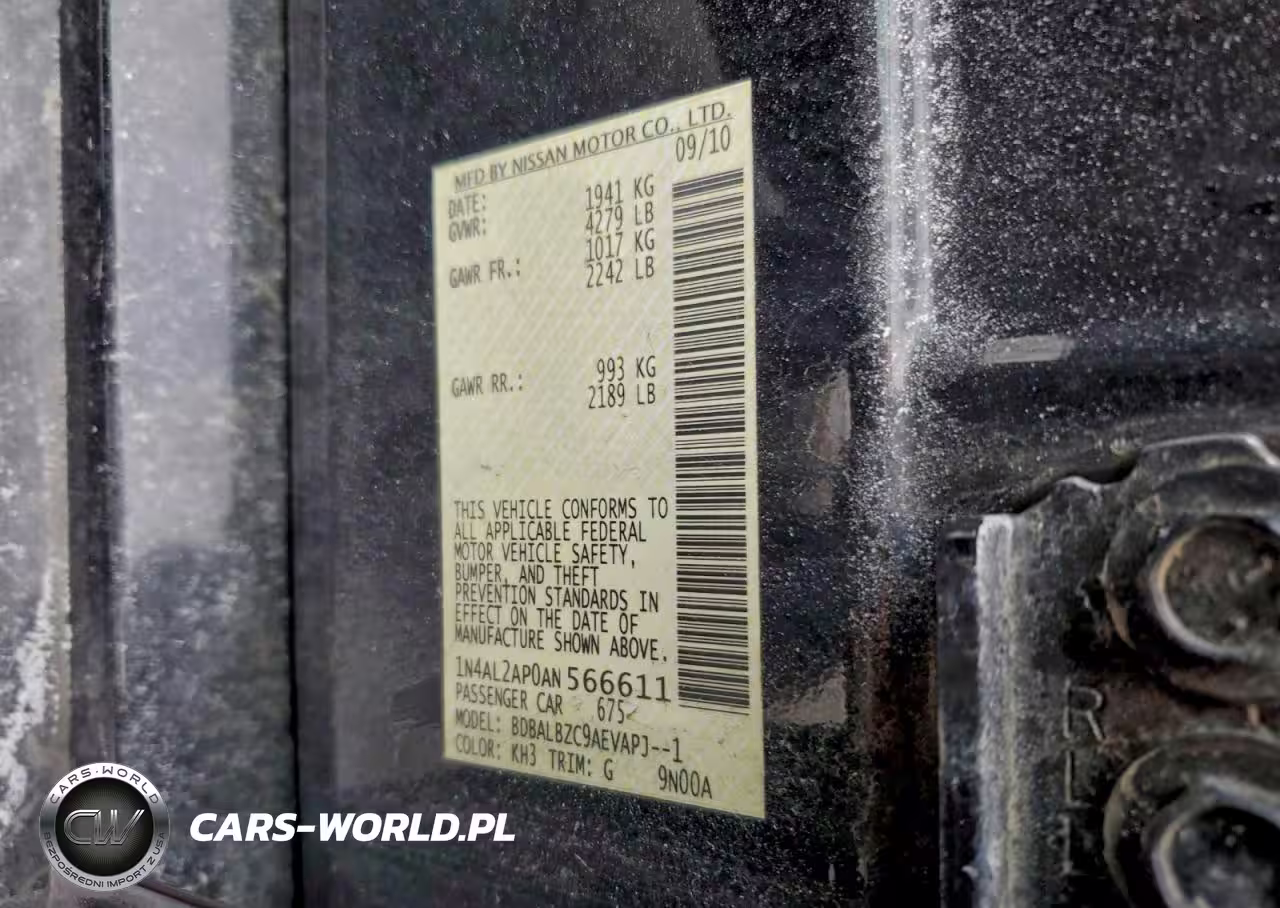 MFD BY NISSAN MOTOR CO., LTD.
DATE: 09/10
GVWR: 1941 KG
4279 LB
GAWR FR.: 1017 KG
2242 LB
GAWR RR.: 993 KG
2189 LB
THIS VEHICLE CONFORMS TO
ALL APPLICABLE FEDERAL
MOTOR VEHICLE SAFETY,
BUMPER, AND THEFT
PREVENTION STANDARDS IN
EFFECT ON THE DATE OF
MANUFACTURE SHOWN ABOVE.
1N4AL2AP0AN566611
PASSENGER CAR 675
MODEL: BDBALBZC9AEVAPJ--1
COLOR: KH3 TRIM: G 9N00A
R
L
CARS-WORLD
CW
BEZPOŚREDNI IMPORT Z USA
CARS-WORLD.PL